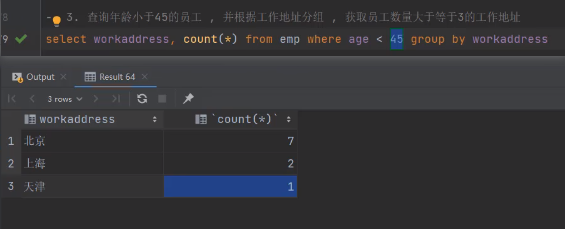 8
-- 3. 查询年龄小于45的员工 , 并根据工作地址分组 , 获取员工数量大于等于3的工作地址
9
select workaddress, count(*) from emp where age < 45 group by workaddress
Output
Result 64
3 rows
workaddress
`count(*)`
1 北京 7
2 上海 2
3 天津 1